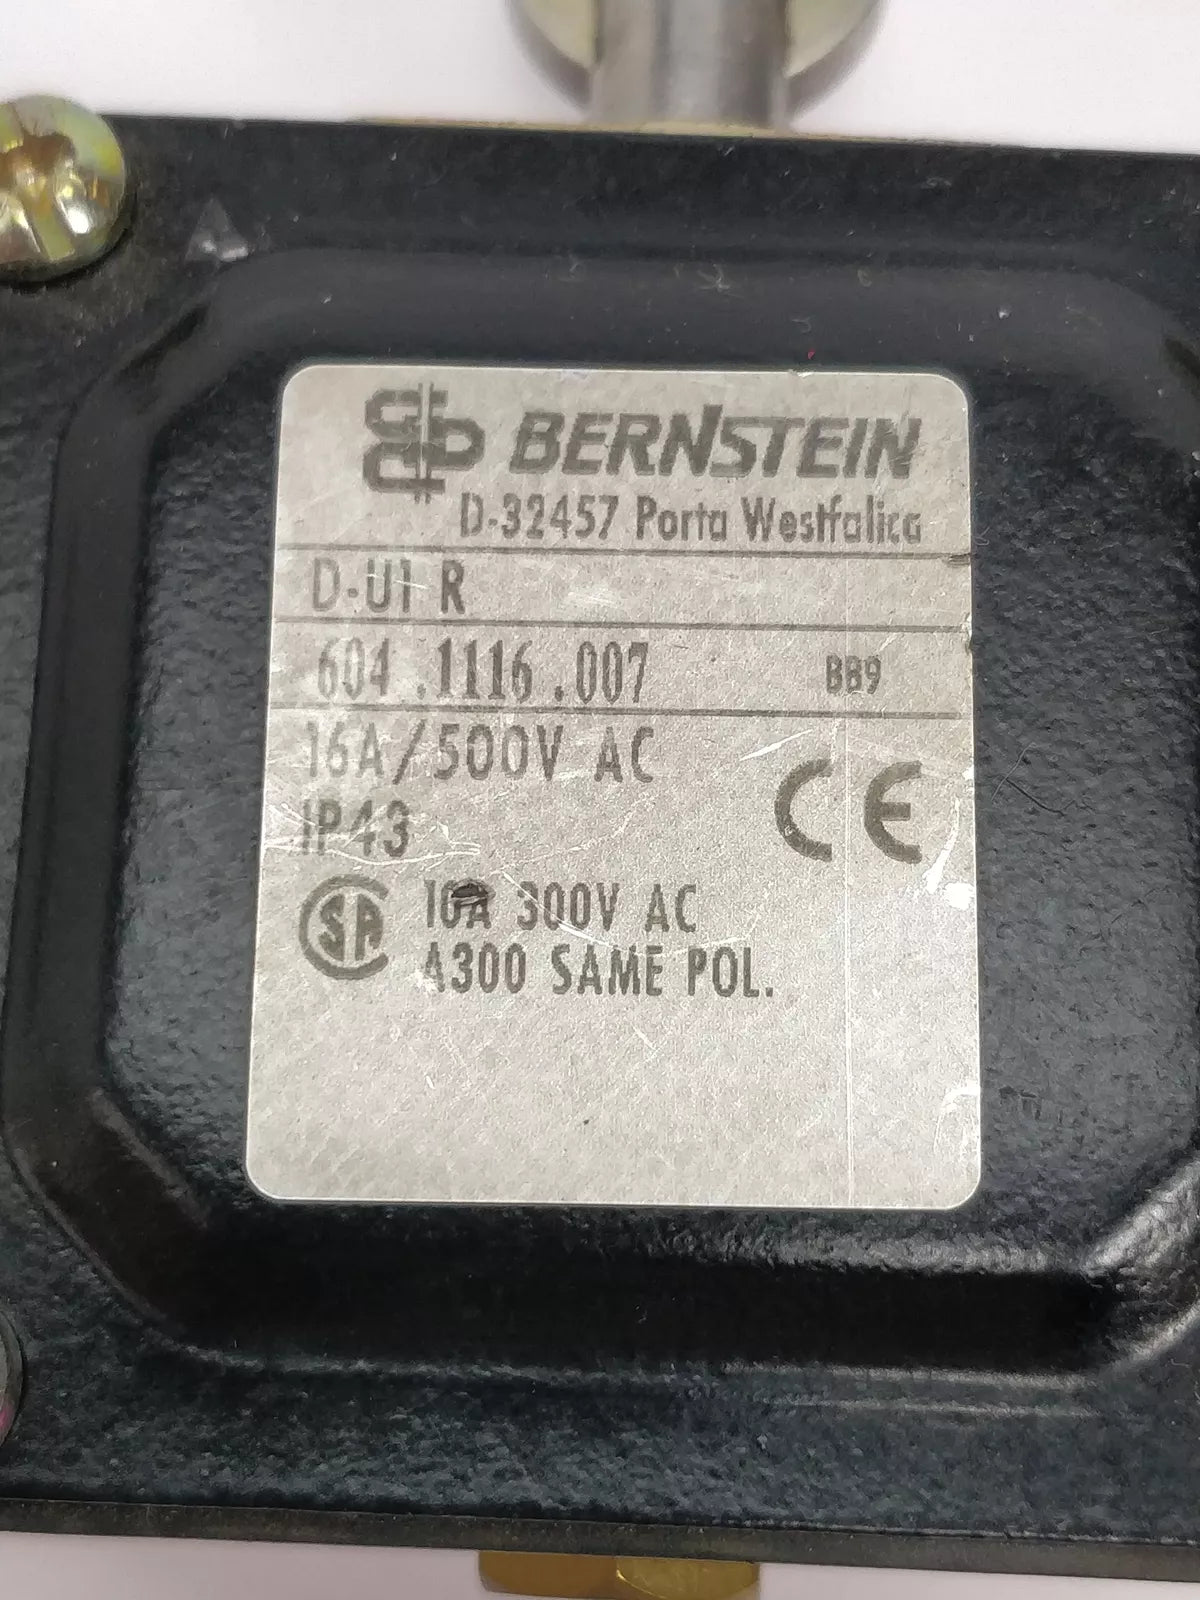 BERNSTEIN
D-32457 Porta Westfalica
D-U1 R
604.1116.007 BB9
16A/500V AC
IP43
CE
SA 10A 300V AC
A300 SAME POL.